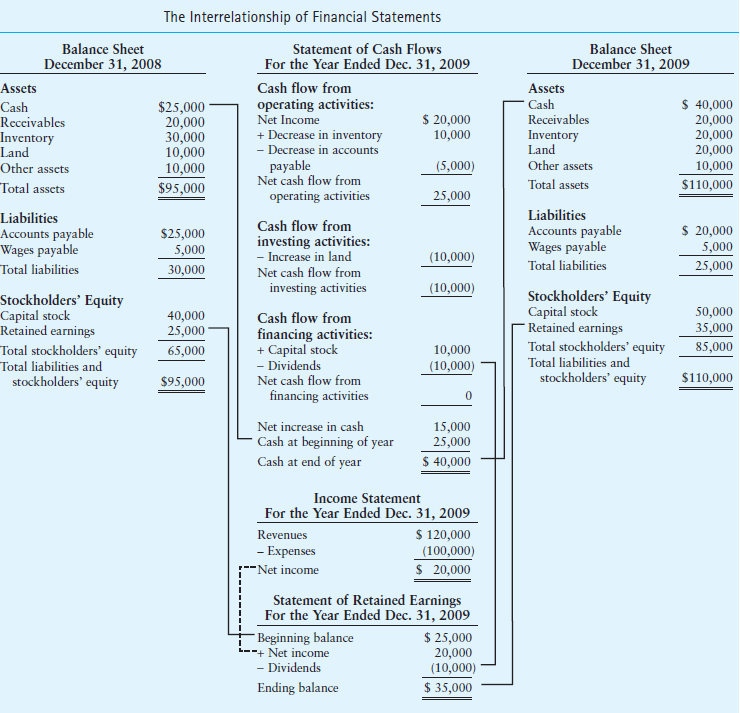 The Interrelationship of Financial Statements
Balance Sheet
December 31, 2008
Assets
Cash $25,000
Receivables 20,000
Inventory 30,000
Land 10,000
Other assets 10,000
Total assets $95,000
Liabilities
Accounts payable $25,000
Wages payable 5,000
Total liabilities 30,000
Stockholders' Equity
Capital stock 40,000
Retained earnings 25,000
Total stockholders' equity 65,000
Total liabilities and
stockholders' equity $95,000
Statement of Cash Flows
For the Year Ended Dec. 31, 2009
Cash flow from
operating activities:
Net Income $ 20,000
+ Decrease in inventory 10,000
– Decrease in accounts
payable (5,000)
Net cash flow from
operating activities 25,000
Cash flow from
investing activities:
– Increase in land (10,000)
Net cash flow from
investing activities (10,000)
Cash flow from
financing activities:
+ Capital stock 10,000
– Dividends (10,000)
Net cash flow from
financing activities 0
Net increase in cash 15,000
Cash at beginning of year 25,000
Cash at end of year $ 40,000
Income Statement
For the Year Ended Dec. 31, 2009
Revenues $ 120,000
– Expenses (100,000)
Net income $ 20,000
Statement of Retained Earnings
For the Year Ended Dec. 31, 2009
Beginning balance $ 25,000
+ Net income 20,000
– Dividends (10,000)
Ending balance $ 35,000
Balance Sheet
December 31, 2009
Assets
Cash $ 40,000
Receivables 20,000
Inventory 20,000
Land 20,000
Other assets 10,000
Total assets $110,000
Liabilities
Accounts payable $ 20,000
Wages payable 5,000
Total liabilities 25,000
Stockholders' Equity
Capital stock 50,000
Retained earnings 35,000
Total stockholders' equity 85,000
Total liabilities and
stockholders' equity $110,000